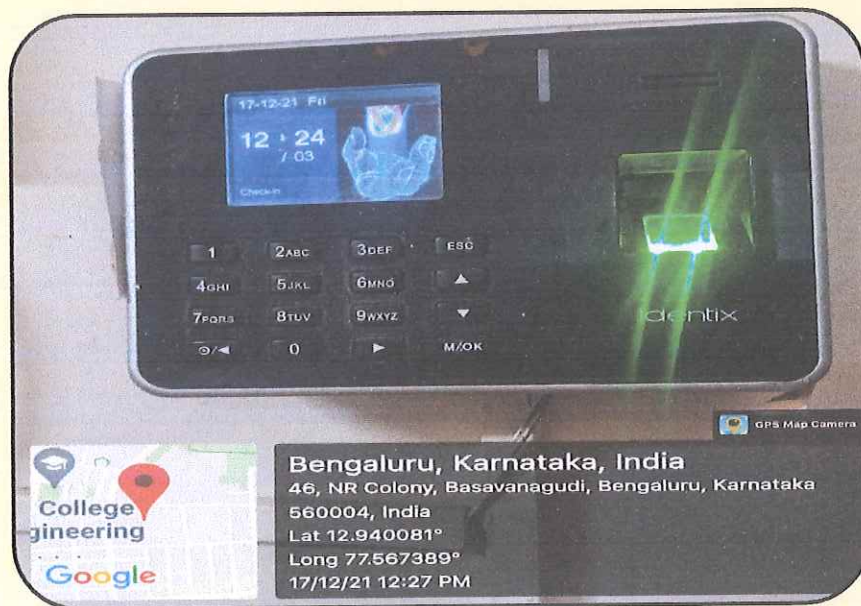 17-12-21 Fri
12 : 24
/ 03
Check-in
1 2ABC 3DEF ESC
4GHI 5JKL 6MNO ▲
7PQRS 8TUV 9WXYZ ▼
⊙/◄ 0 ► M/OK
identix
GPS Map Camera
College
gineering
Google
Bengaluru, Karnataka, India
46, NR Colony, Basavanagudi, Bengaluru, Karnataka
560004, India
Lat 12.940081°
Long 77.567389°
17/12/21 12:27 PM